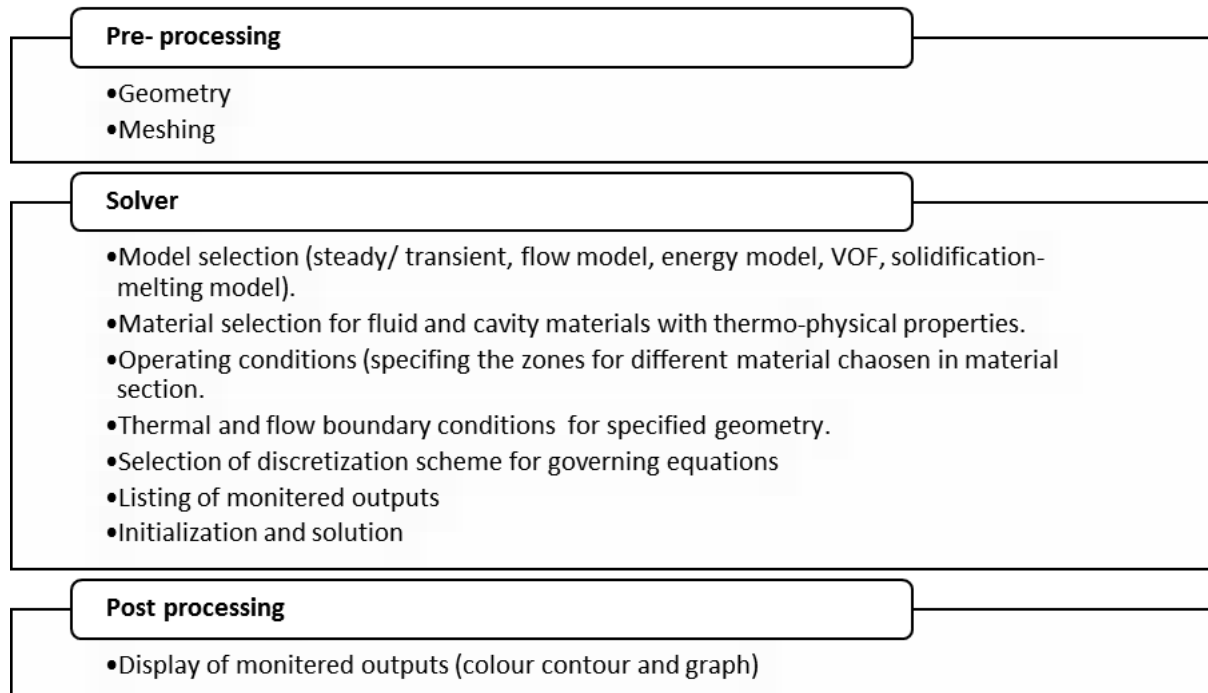 Pre- processing
•Geometry
•Meshing
Solver
•Model selection (steady/ transient, flow model, energy model, VOF, solidification-
melting model).
•Material selection for fluid and cavity materials with thermo-physical properties.
•Operating conditions (specifing the zones for different material chaosen in material
section.
•Thermal and flow boundary conditions  for specified geometry.
•Selection of discretization scheme for governing equations
•Listing of monitered outputs
•Initialization and solution
Post processing
•Display of monitered outputs (colour contour and graph)